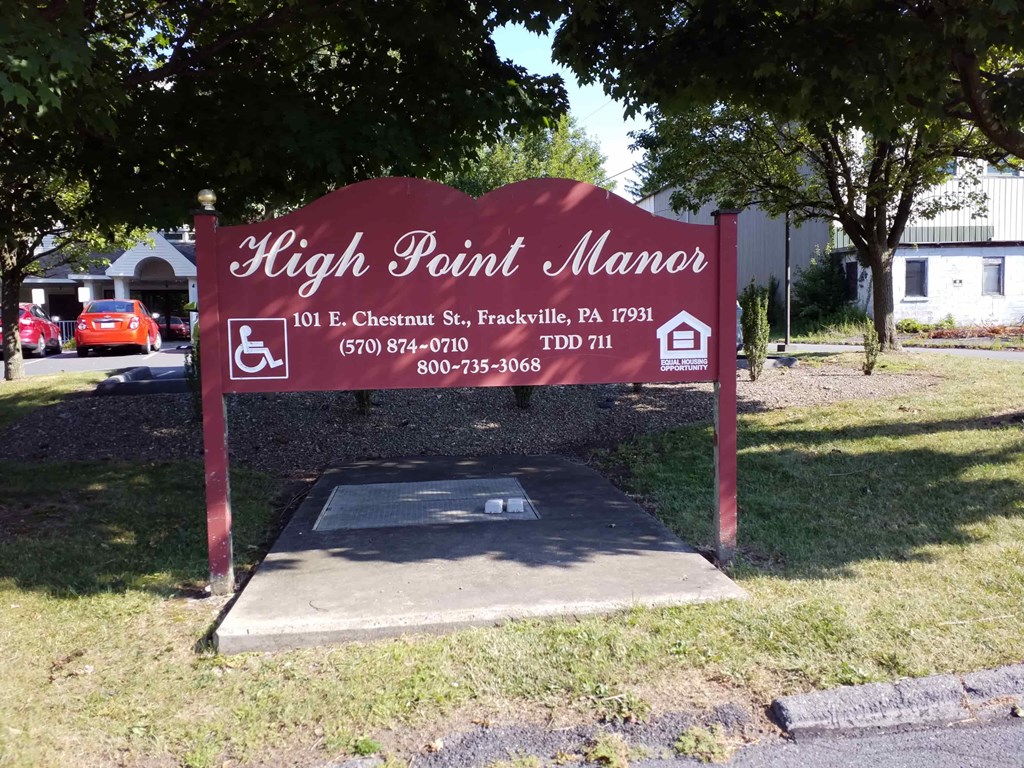 High Point Manor
101 E. Chestnut St., Frackville, PA 17931
(570) 874~0710 TDD 711
800~735~3068
EQUAL HOUSING
OPPORTUNITY